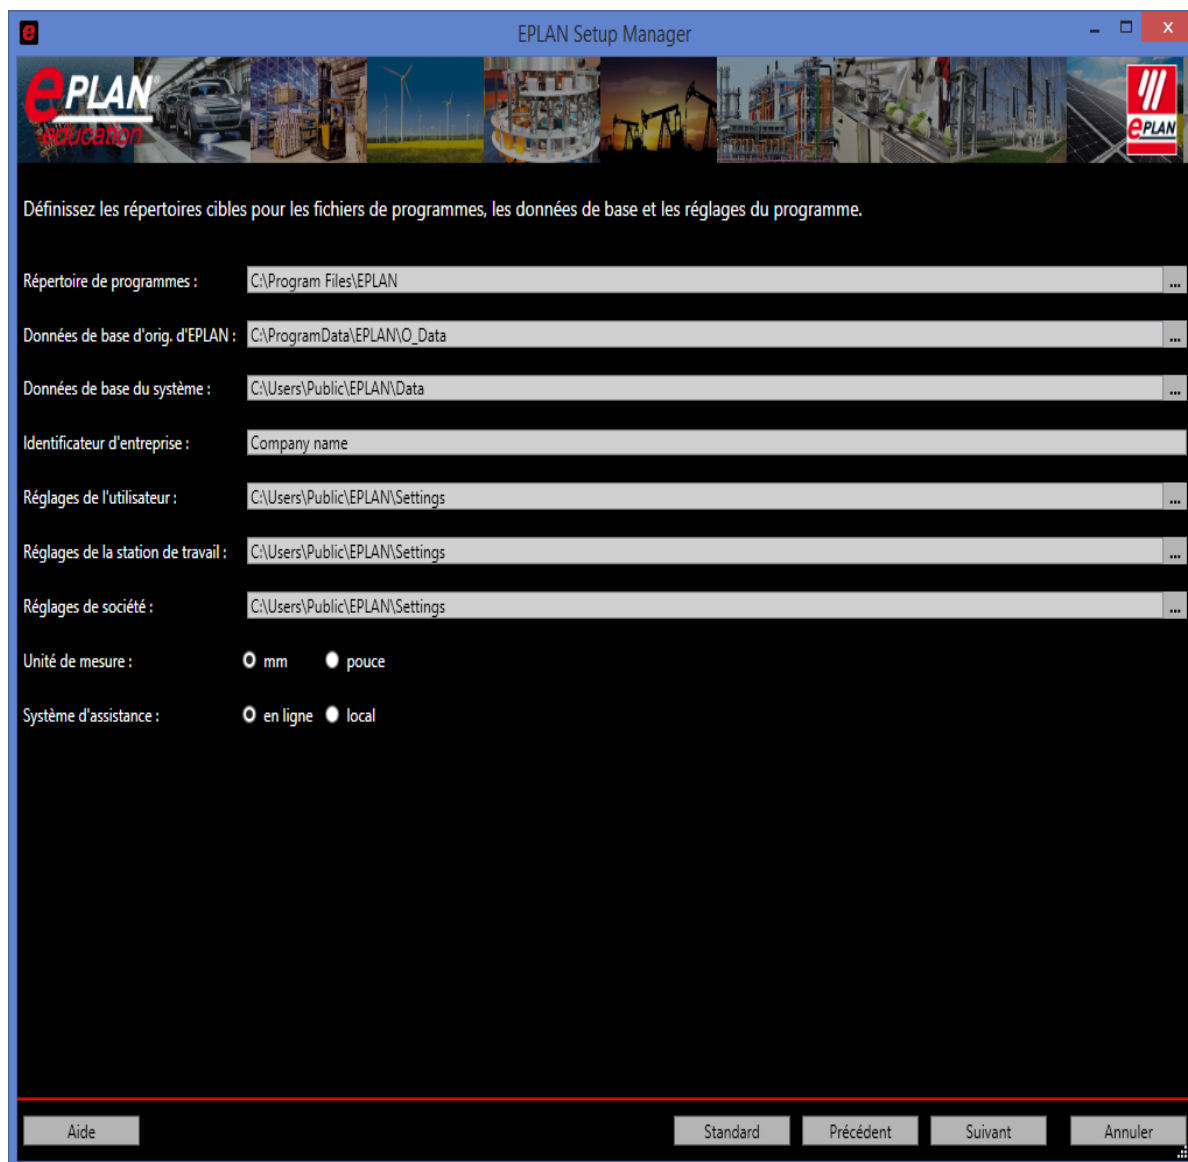 EPLAN Setup Manager
ePLAN®
education
ePLAN
Définissez les répertoires cibles pour les fichiers de programmes, les données de base et les réglages du programme.
Répertoire de programmes : C:\Program Files\EPLAN ...
Données de base d'orig. d'EPLAN : C:\ProgramData\EPLAN\O_Data ...
Données de base du système : C:\Users\Public\EPLAN\Data ...
Identificateur d'entreprise : Company name
Réglages de l'utilisateur : C:\Users\Public\EPLAN\Settings ...
Réglages de la station de travail : C:\Users\Public\EPLAN\Settings ...
Réglages de société : C:\Users\Public\EPLAN\Settings ...
Unité de mesure : mm pouce
Système d'assistance : en ligne local
Aide Standard Précédent Suivant Annuler